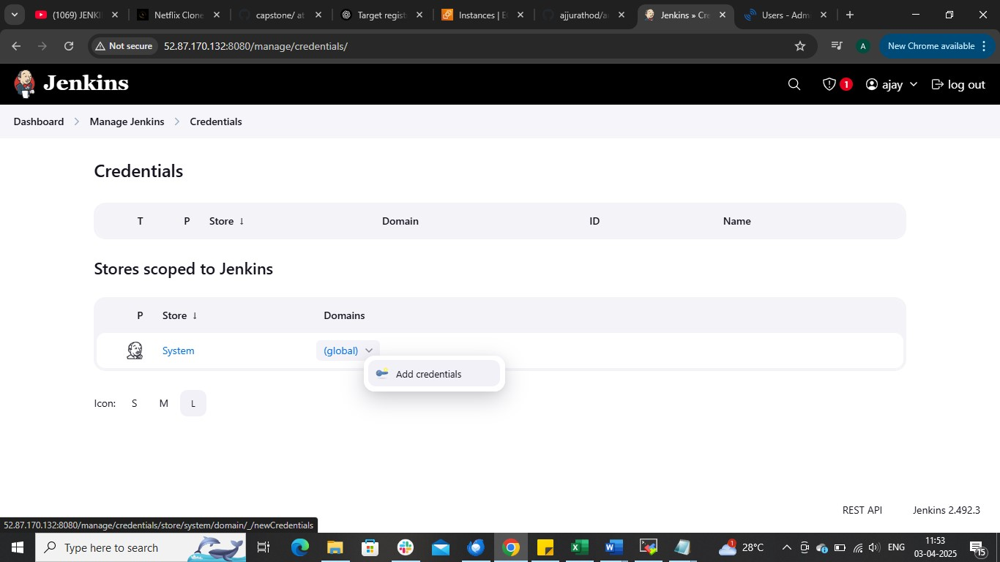 (1069) JENKI
Netflix Clone
capstone/ at
Target regist
Instances | E
ajjurathod/a
Jenkins » Cre
Users - Adm
Not secure
52.87.170.132:8080/manage/credentials/
A
New Chrome available
Jenkins
1
ajay
log out
Dashboard
Manage Jenkins
Credentials
Credentials
T P Store ↓ Domain ID Name
Stores scoped to Jenkins
P Store ↓ Domains
System (global)
Add credentials
Icon: S M L
REST API Jenkins 2.492.3
52.87.170.132:8080/manage/credentials/store/system/domain/_/newCredentials
Type here to search
1
28°C
ENG
11:53
03-04-2025
15